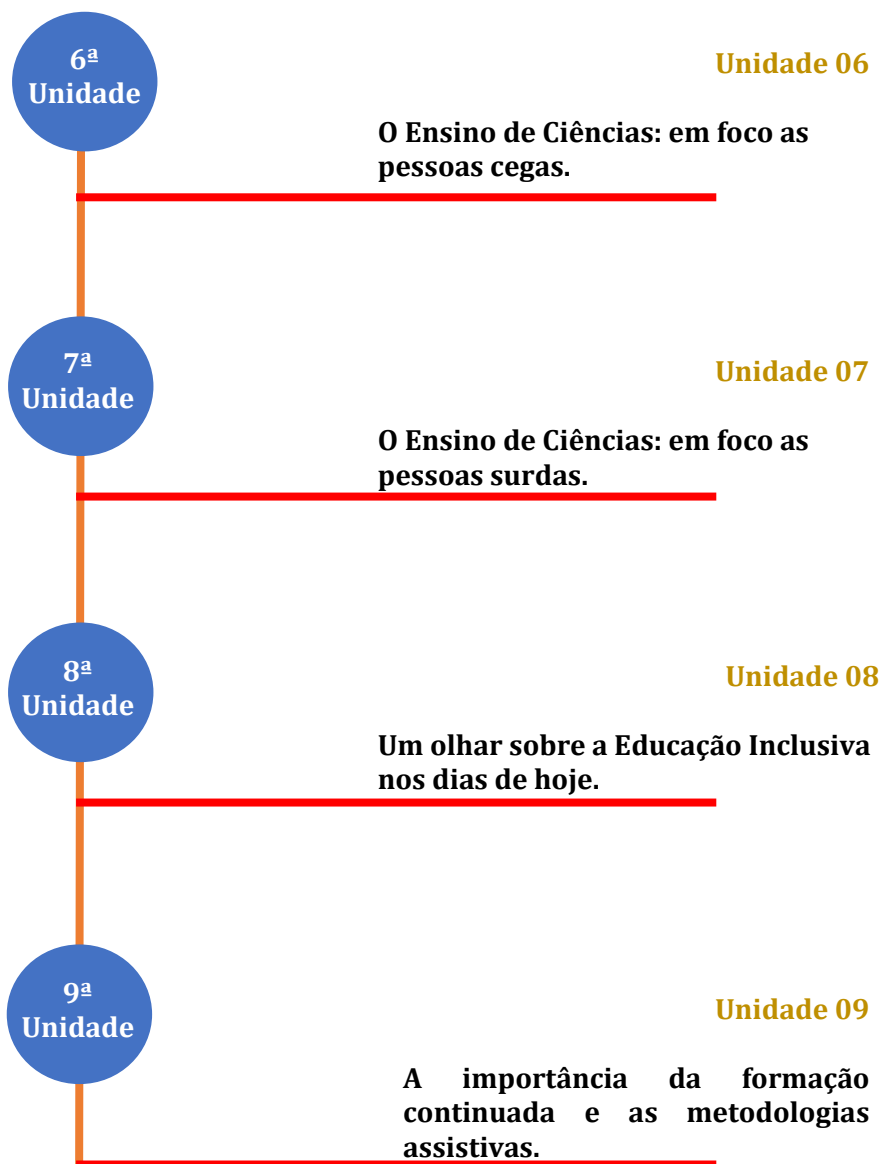 6ª
Unidade
Unidade 06
O Ensino de Ciências: em foco as
pessoas cegas.
7ª
Unidade
Unidade 07
O Ensino de Ciências: em foco as
pessoas surdas.
8ª
Unidade
Unidade 08
Um olhar sobre a Educação Inclusiva
nos dias de hoje.
9ª
Unidade
Unidade 09
A importância da formação
continuada e as metodologias
assistivas.